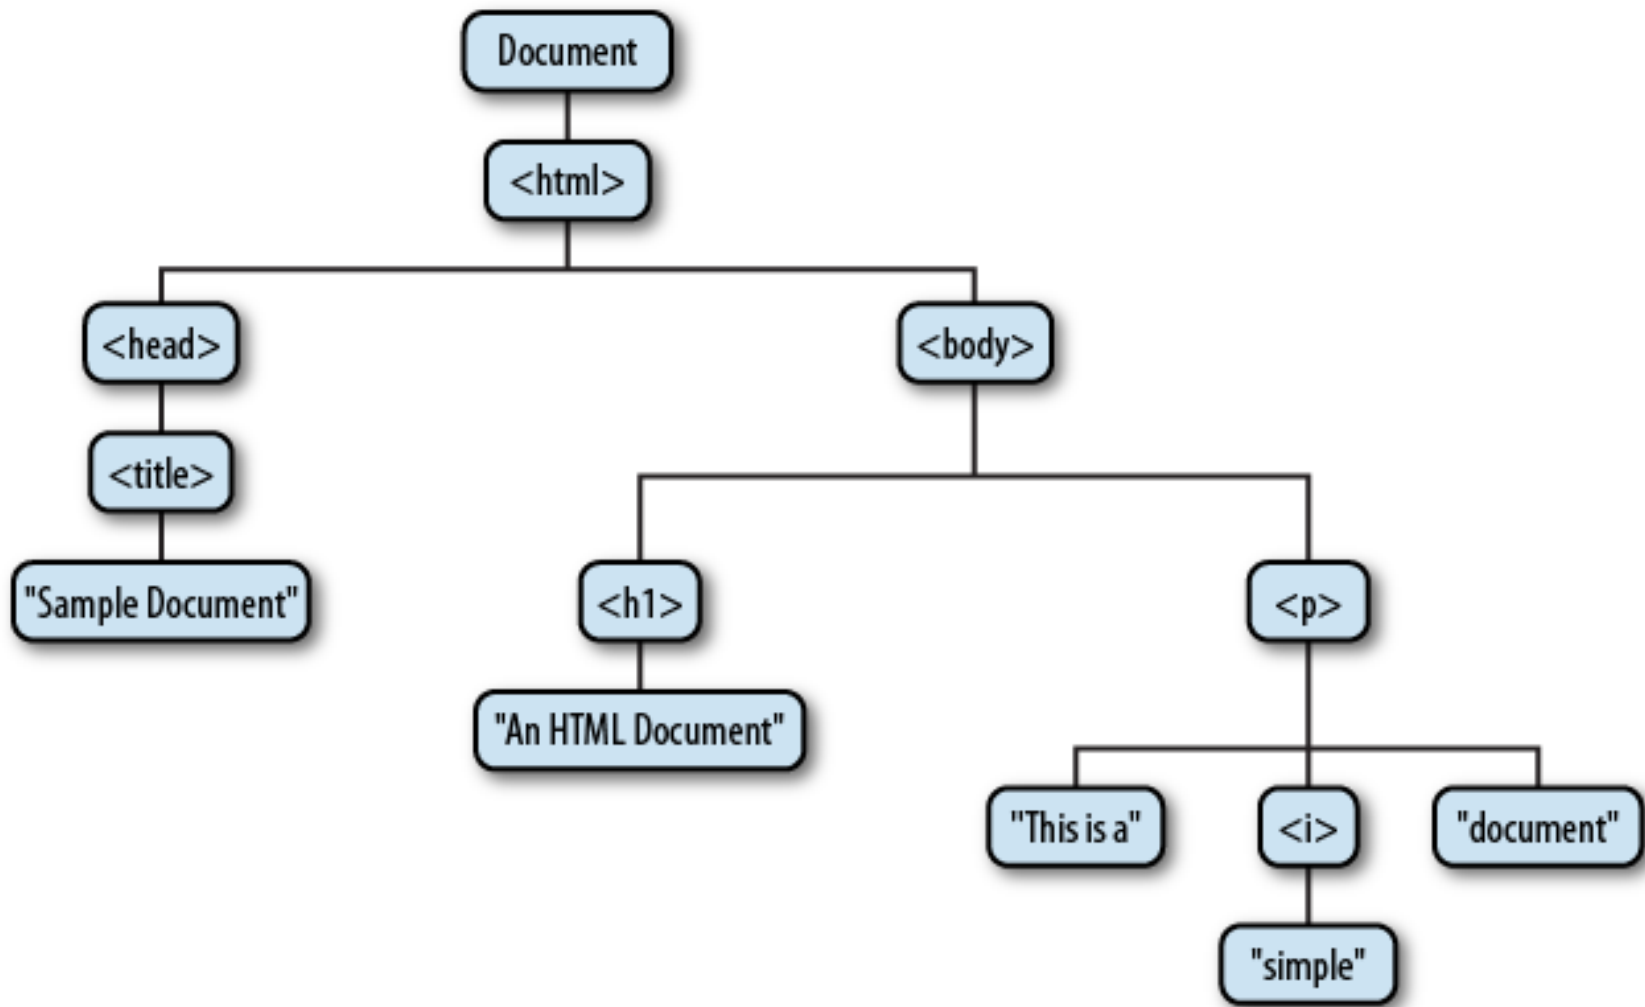 Document
<html>
<head>
<body>
<title>
"Sample Document"
<h1>
<p>
"An HTML Document"
"This is a"
<i>
"document"
"simple"